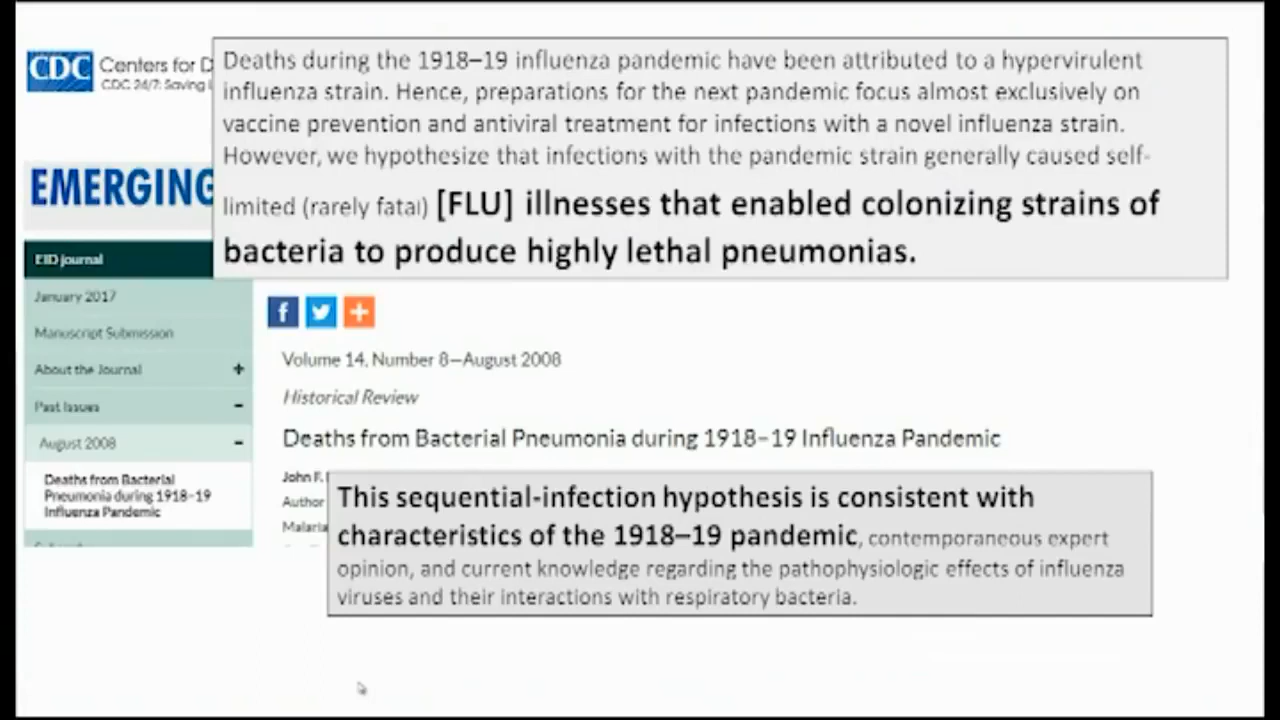 CDC Centers for D
CDC 24/7: Saving L
Deaths during the 1918–19 influenza pandemic have been attributed to a hypervirulent
influenza strain. Hence, preparations for the next pandemic focus almost exclusively on
vaccine prevention and antiviral treatment for infections with a novel influenza strain.
However, we hypothesize that infections with the pandemic strain generally caused self-
limited (rarely fatal) [FLU] illnesses that enabled colonizing strains of
bacteria to produce highly lethal pneumonias.
EMERGING
EID journal
January 2017
Manuscript Submission
About the Journal +
Past Issues –
August 2008 –
Deaths from Bacterial
Pneumonia during 1918–19
Influenza Pandemic
f
+
Volume 14, Number 8—August 2008
Historical Review
Deaths from Bacterial Pneumonia during 1918–19 Influenza Pandemic
John F.
Author
Malaria
This sequential-infection hypothesis is consistent with
characteristics of the 1918–19 pandemic, contemporaneous expert
opinion, and current knowledge regarding the pathophysiologic effects of influenza
viruses and their interactions with respiratory bacteria.